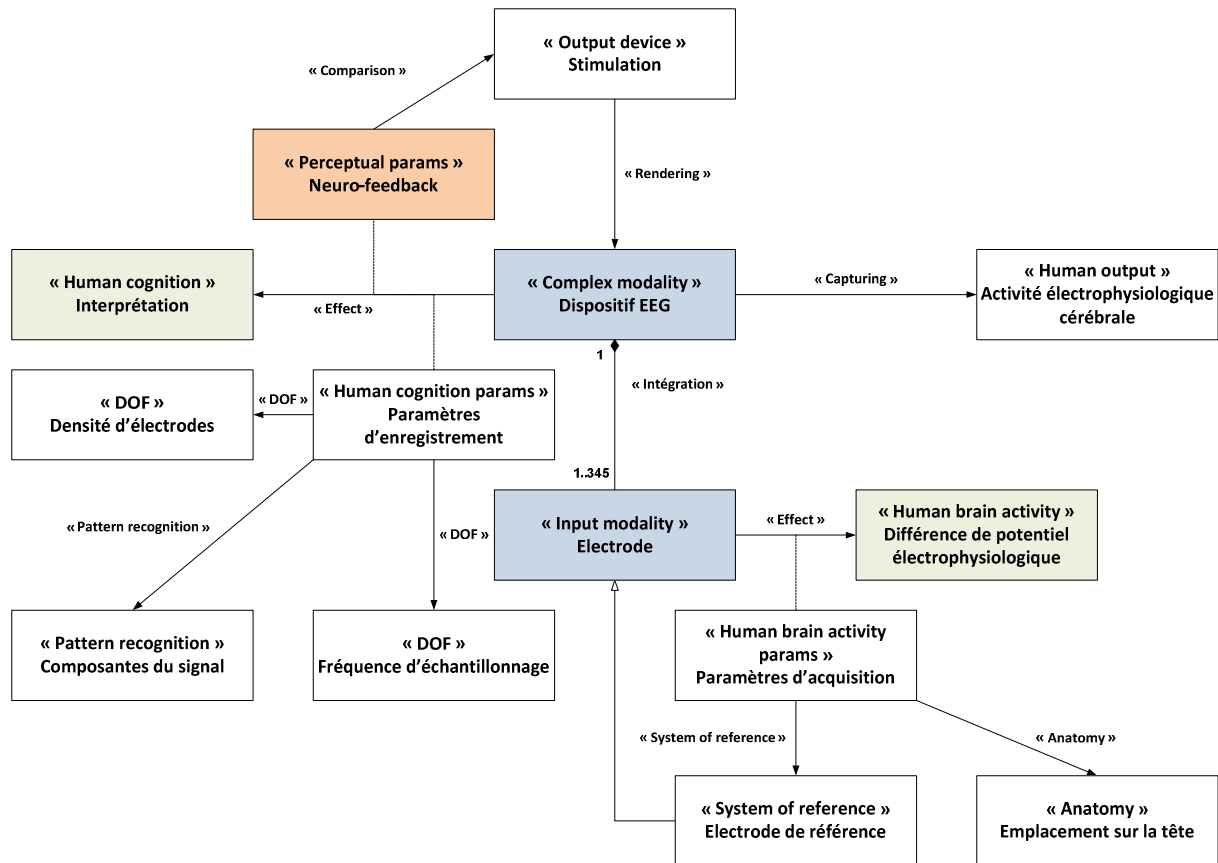 « Output device »
Stimulation
« Comparison »
« Perceptual params »
Neuro-feedback
« Rendering »
« Human cognition »
Interprétation
« Effect »
« Complex modality »
Dispositif EEG
« Capturing »
« Human output »
Activité électrophysiologique
cérébrale
1
« Intégration »
« DOF »
Densité d’électrodes
« DOF »
« Human cognition params »
Paramètres
d’enregistrement
1..345
« Pattern recognition »
« DOF »
« Input modality »
Electrode
« Effect »
« Human brain activity »
Différence de potentiel
électrophysiologique
« Pattern recognition »
Composantes du signal
« DOF »
Fréquence d’échantillonnage
« Human brain activity
params »
Paramètres d’acquisition
« System of reference »
« Anatomy »
« System of reference »
Electrode de référence
« Anatomy »
Emplacement sur la tête